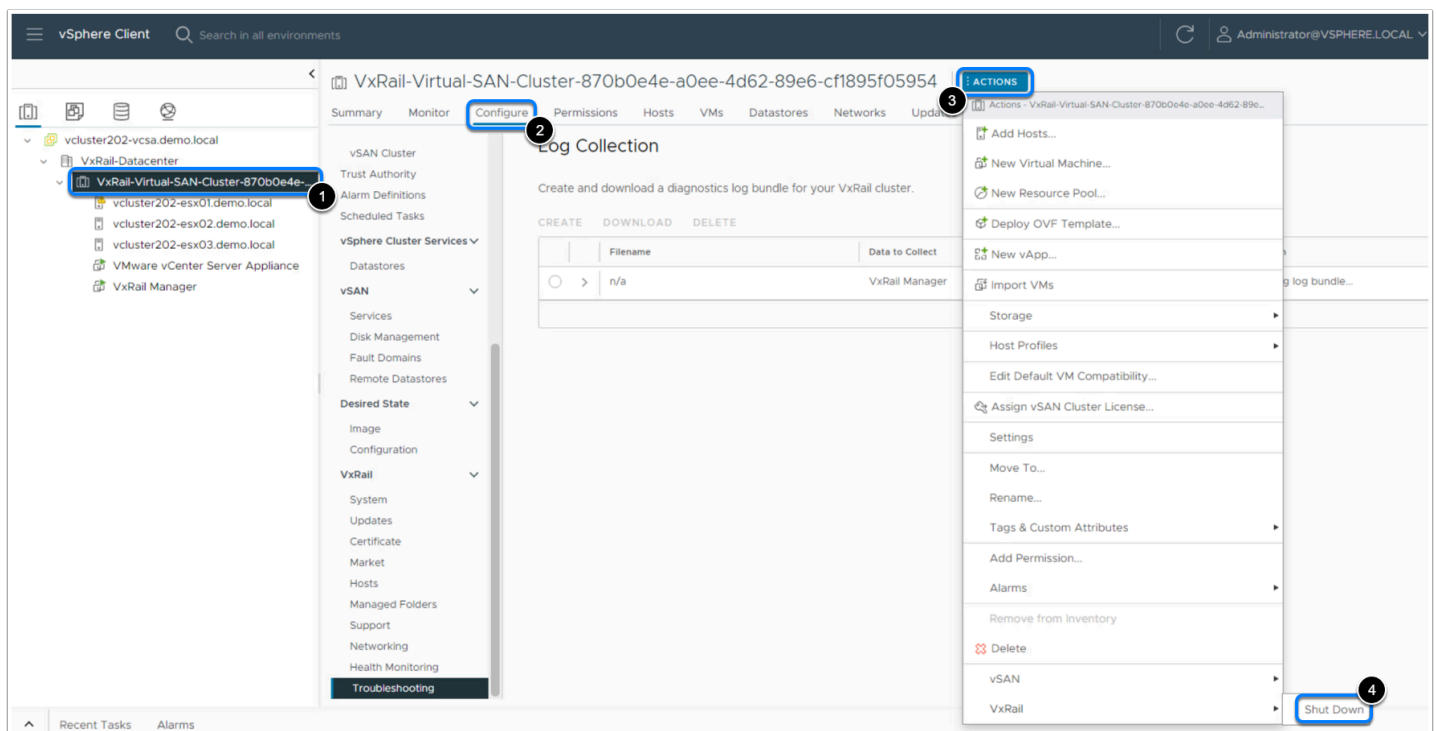 vSphere Client
Search in all environments
Administrator@VSPHERE.LOCAL
vcluster202-vcsa.demo.local
VxRail-Datacenter
VxRail-Virtual-SAN-Cluster-870b0e4e-...
1
vcluster202-esx01.demo.local
vcluster202-esx02.demo.local
vcluster202-esx03.demo.local
VMware vCenter Server Appliance
VxRail Manager
VxRail-Virtual-SAN-Cluster-870b0e4e-a0ee-4d62-89e6-cf1895f05954
ACTIONS
3
Summary Monitor Configure Permissions Hosts VMs Datastores Networks Upda
2
vSAN Cluster
Trust Authority
Alarm Definitions
Scheduled Tasks
vSphere Cluster Services
Datastores
vSAN
Services
Disk Management
Fault Domains
Remote Datastores
Desired State
Image
Configuration
VxRail
System
Updates
Certificate
Market
Hosts
Managed Folders
Support
Networking
Health Monitoring
Troubleshooting
Log Collection
Create and download a diagnostics log bundle for your VxRail cluster.
CREATE DOWNLOAD DELETE
Filename Data to Collect
n/a VxRail Manager g log bundle...
Actions - VxRail-Virtual-SAN-Cluster-870b0e4e-a0ee-4d62-89e...
Add Hosts...
New Virtual Machine...
New Resource Pool...
Deploy OVF Template...
New vApp...
Import VMs
Storage
Host Profiles
Edit Default VM Compatibility...
Assign vSAN Cluster License...
Settings
Move To...
Rename...
Tags & Custom Attributes
Add Permission...
Alarms
Remove from Inventory
Delete
vSAN
VxRail
4
Shut Down
Recent Tasks Alarms